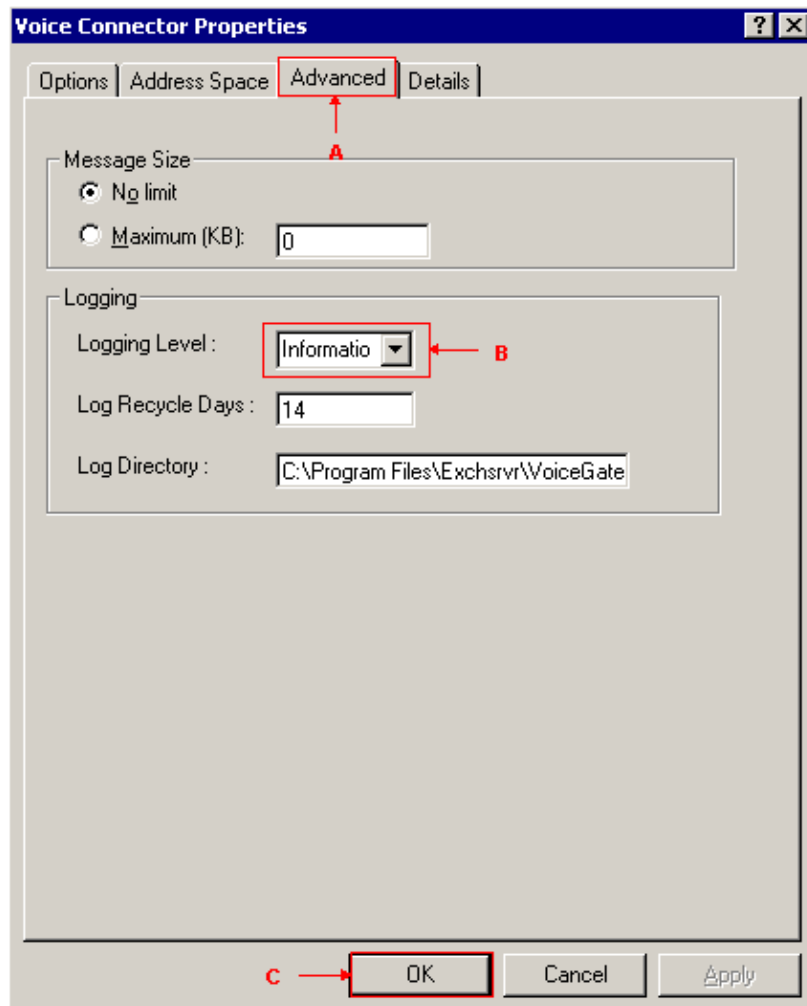 Voice Connector Properties
Options Address Space Advanced Details
A
Message Size
No limit
Maximum (KB): 0
Logging
Logging Level : Informatio B
Log Recycle Days : 14
Log Directory : C:\Program Files\Exchsrvr\VoiceGate
C OK Cancel Apply